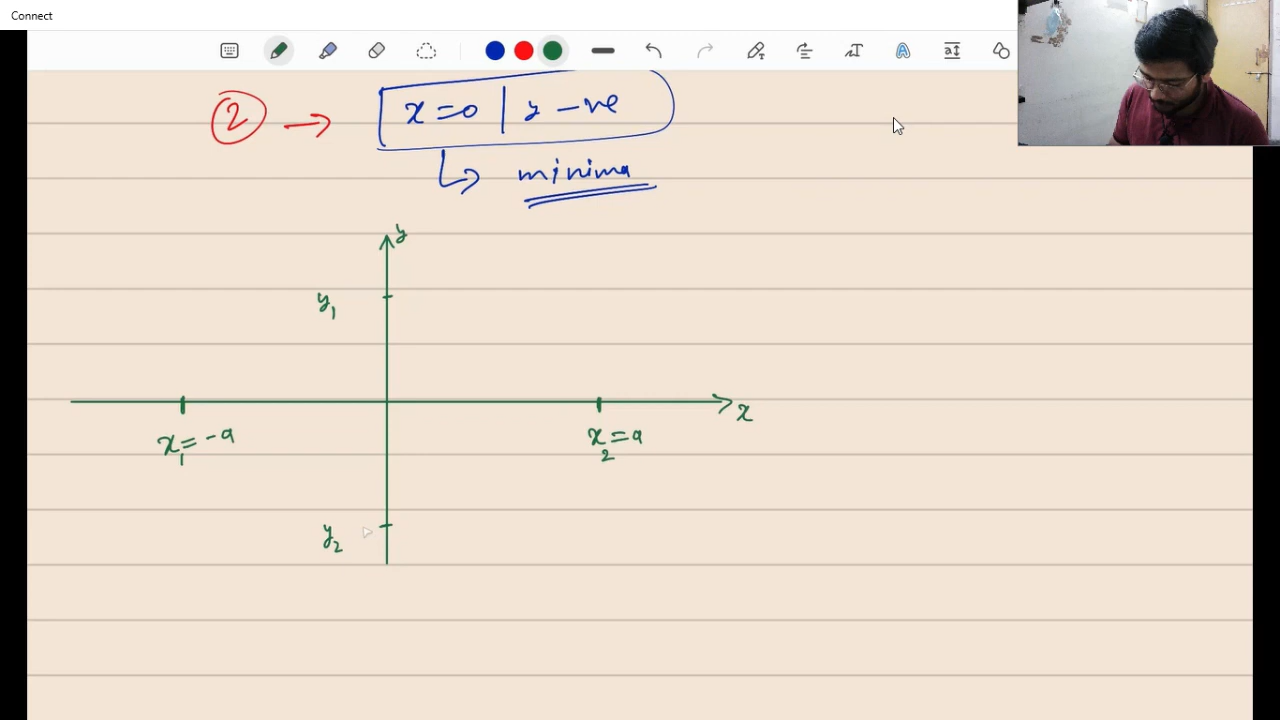 Connect
2 → x=0 | y -ve
↳ minima
y
y₁
x
x₁=-a
x₂=a
y₂